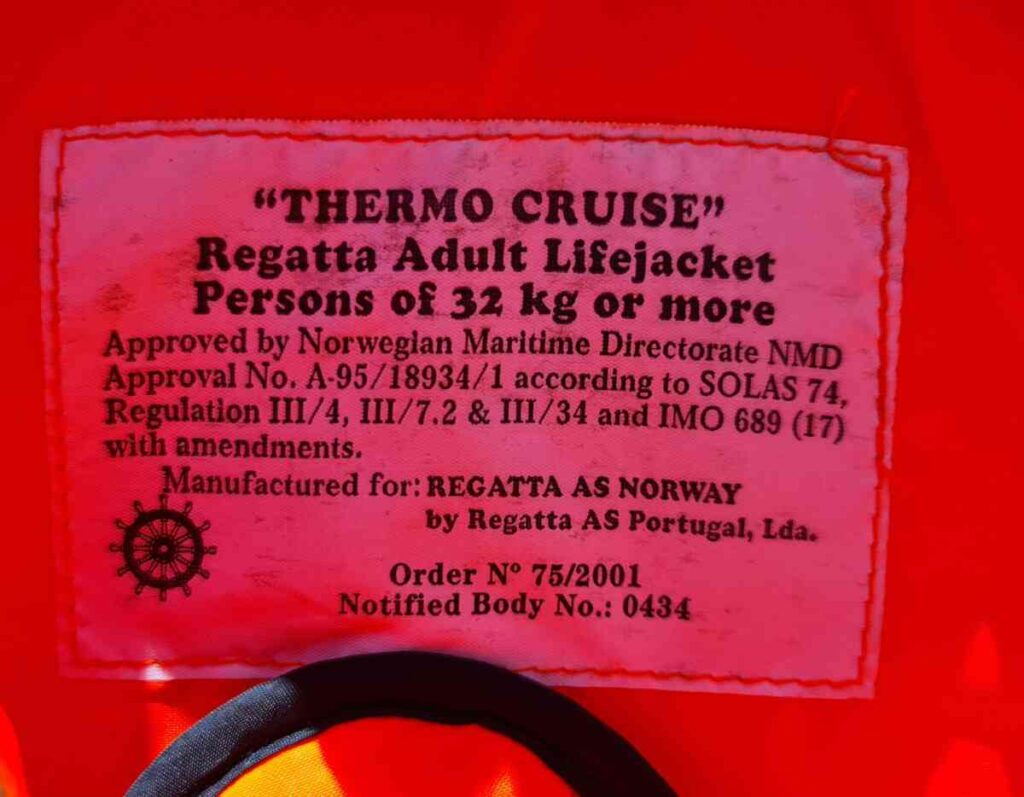 “THERMO CRUISE”
Regatta Adult Lifejacket
Persons of 32 kg or more
Approved by Norwegian Maritime Directorate NMD
Approval No. A-95/18934/1 according to SOLAS 74,
Regulation III/4, III/7.2 & III/34 and IMO 689 (17)
with amendments.
Manufactured for: REGATTA AS NORWAY
by Regatta AS Portugal, Lda.
Order Nº 75/2001
Notified Body No.: 0434